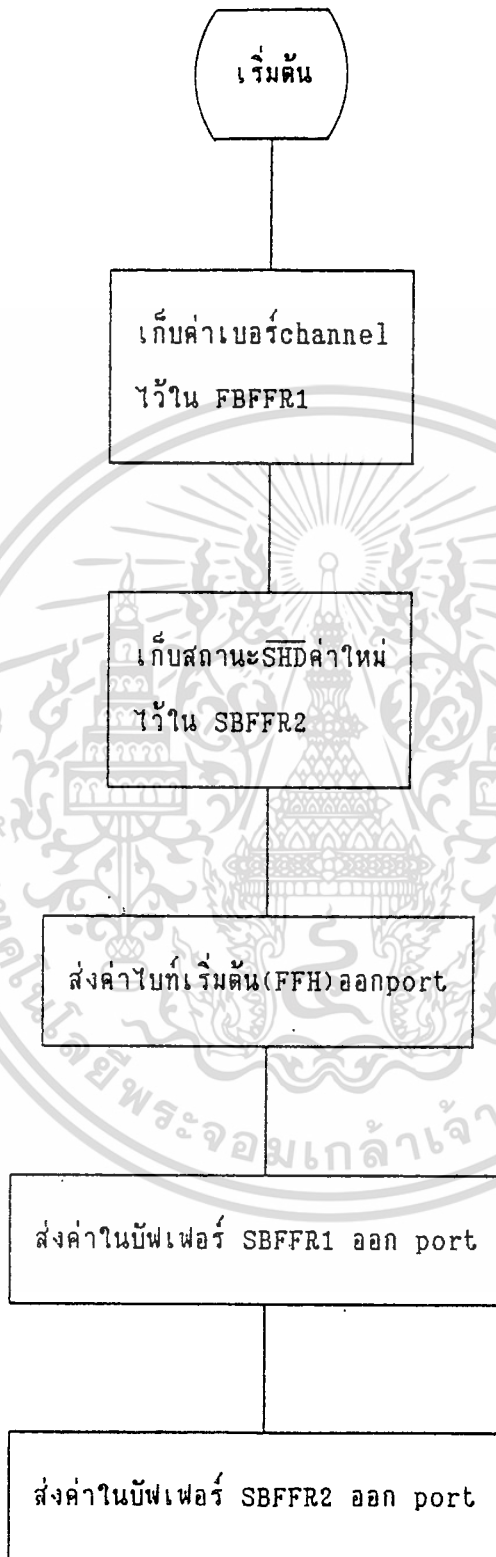 เริ่มต้น
เก็บค่าเบอร์channel
ไว้ใน FBFFR1
เก็บสถานะS̅H̅D̅ค่าใหม่
ไว้ใน SBFFR2
ส่งค่าไบท์เริ่มต้น(FFH)ออกport
ส่งค่าในบัฟเฟอร์ SBFFR1 ออก port
ส่งค่าในบัฟเฟอร์ SBFFR2 ออก port